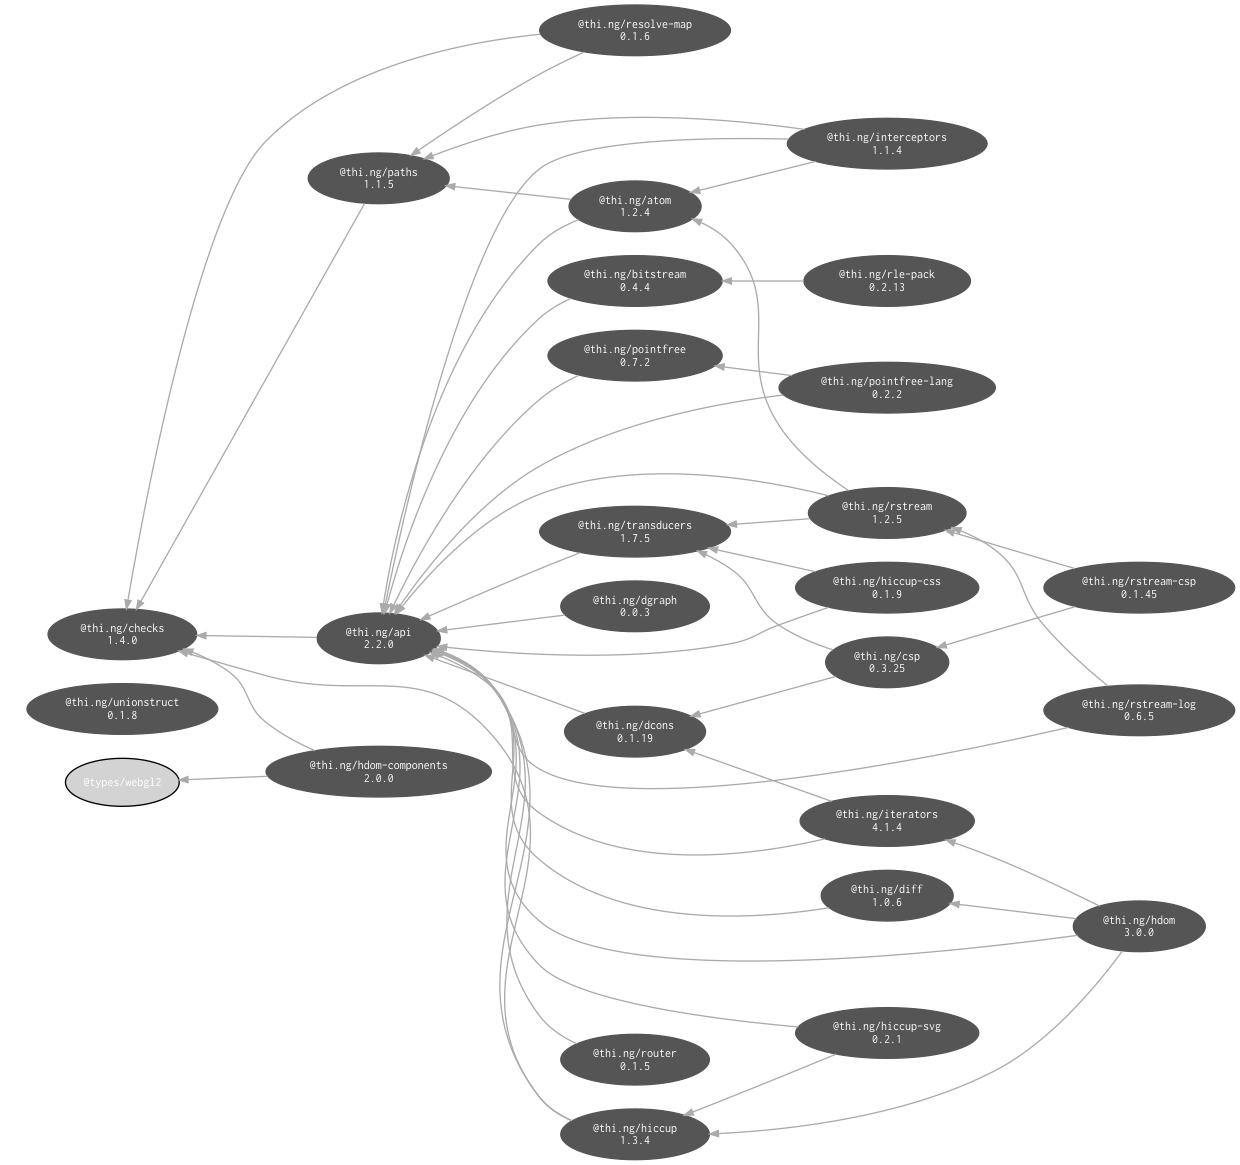 @thi.ng/resolve-map
0.1.6
@thi.ng/interceptors
1.1.4
@thi.ng/paths
1.1.5
@thi.ng/atom
1.2.4
@thi.ng/bitstream
0.4.4
@thi.ng/rle-pack
0.2.13
@thi.ng/pointfree
0.7.2
@thi.ng/pointfree-lang
0.2.2
@thi.ng/rstream
1.2.5
@thi.ng/transducers
1.7.5
@thi.ng/hiccup-css
0.1.9
@thi.ng/rstream-csp
0.1.45
@thi.ng/dgraph
0.0.3
@thi.ng/checks
1.4.0
@thi.ng/api
2.2.0
@thi.ng/csp
0.3.25
@thi.ng/unionstruct
0.1.8
@thi.ng/rstream-log
0.6.5
@thi.ng/dcons
0.1.19
@thi.ng/hdom-components
2.0.0
@types/webgl2
@thi.ng/iterators
4.1.4
@thi.ng/diff
1.0.6
@thi.ng/hdom
3.0.0
@thi.ng/hiccup-svg
0.2.1
@thi.ng/router
0.1.5
@thi.ng/hiccup
1.3.4